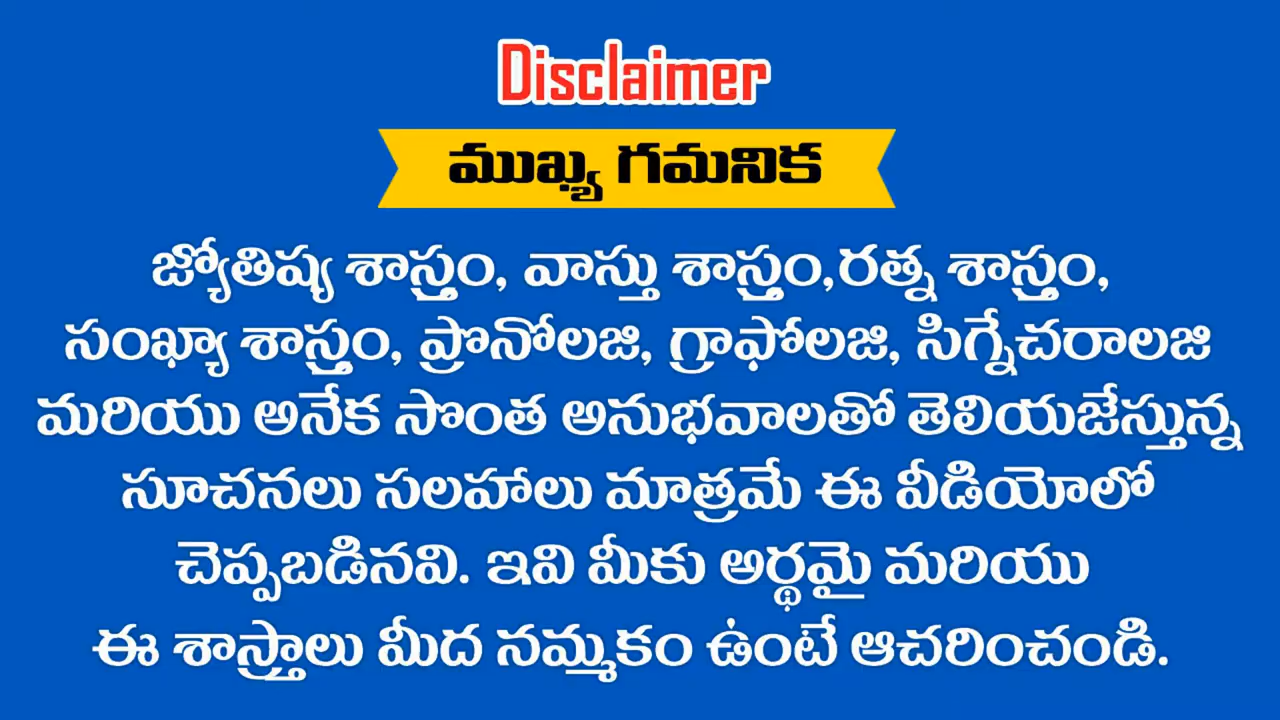 Disclaimer
ముఖ్య గమనిక
జ్యోతిష్య శాస్త్రం, వాస్తు శాస్త్రం,రత్న శాస్త్రం,
సంఖ్యా శాస్త్రం, ప్రొనోలజి, గ్రాఫోలజి, సిగ్నేచరాలజి
మరియు అనేక సొంత అనుభవాలతో తెలియజేస్తున్న
సూచనలు సలహాలు మాత్రమే ఈ వీడియోలో
చెప్పబడినవి. ఇవి మీకు అర్థమై మరియు
ఈ శాస్త్రాలు మీద నమ్మకం ఉంటే ఆచరించండి.